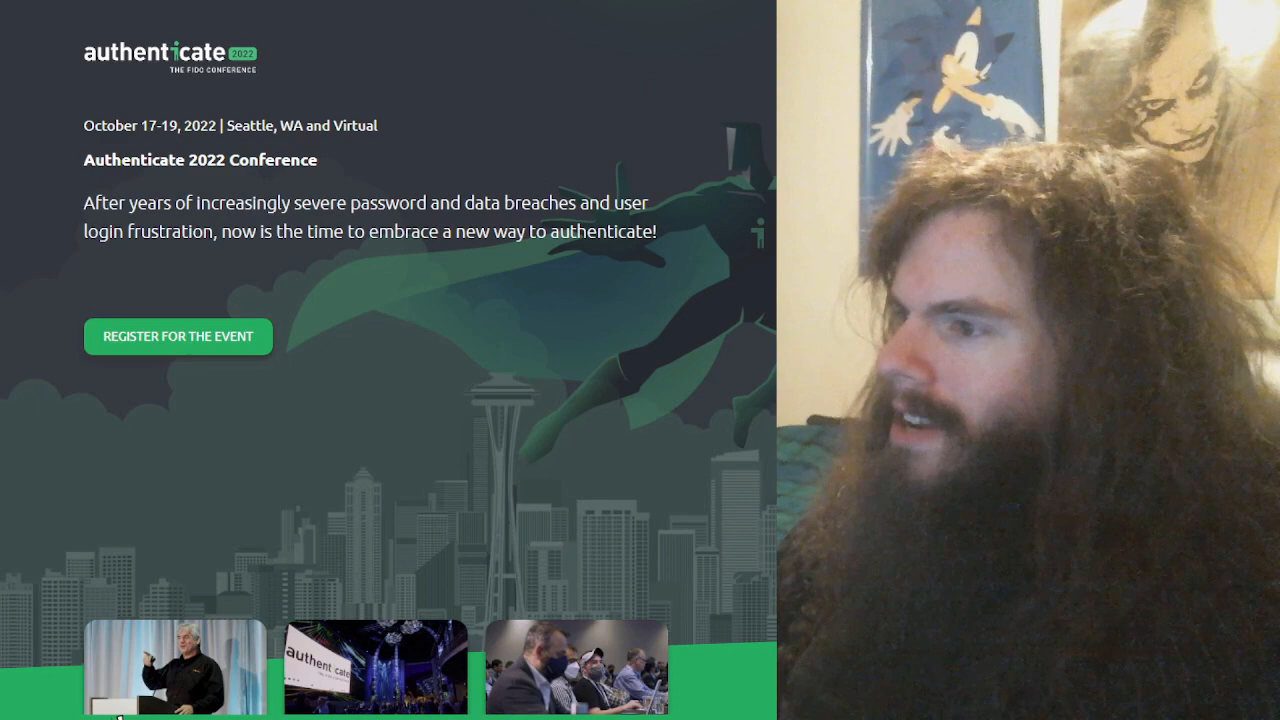 authenticate 2022
THE FIDO CONFERENCE
October 17-19, 2022 | Seattle, WA and Virtual
Authenticate 2022 Conference
After years of increasingly severe password and data breaches and user
login frustration, now is the time to embrace a new way to authenticate!
REGISTER FOR THE EVENT
authenticate